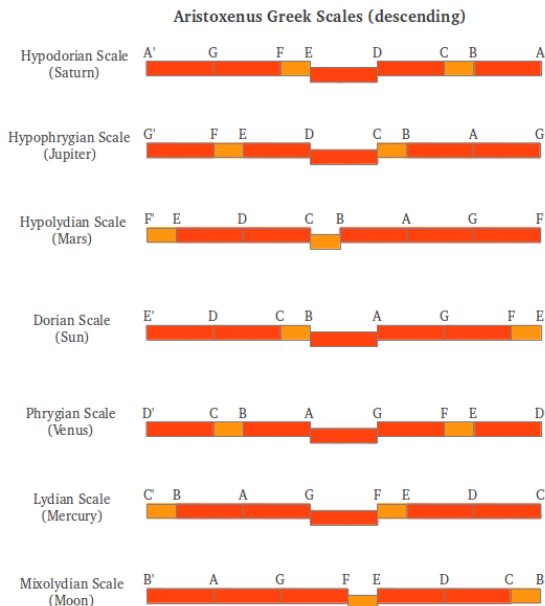 Aristoxenus Greek Scales (descending)
A' G F E D C B A
Hypodorian Scale
(Saturn)
G' F E D C B A G
Hypophrygian Scale
(Jupiter)
F' E D C B A G F
Hypolydian Scale
(Mars)
E' D C B A G F E
Dorian Scale
(Sun)
D' C B A G F E D
Phrygian Scale
(Venus)
C' B A G F E D C
Lydian Scale
(Mercury)
B' A G F E D C B
Mixolydian Scale
(Moon)